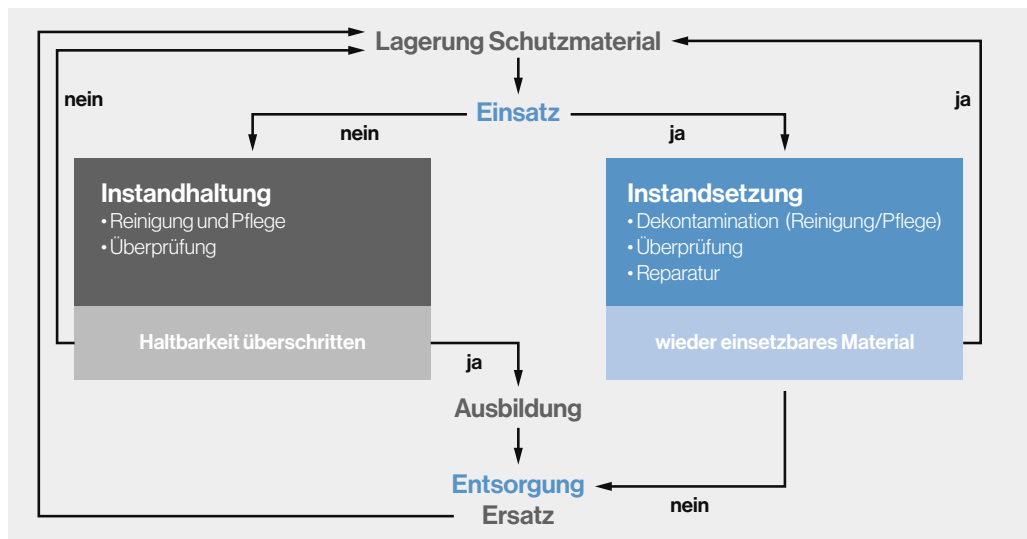 Lagerung Schutzmaterial
nein
ja
Einsatz
nein
ja
Instandhaltung
• Reinigung und Pflege
• Überprüfung
Haltbarkeit überschritten
Instandsetzung
• Dekontamination (Reinigung/Pflege)
• Überprüfung
• Reparatur
wieder einsetzbares Material
ja
Ausbildung
Entsorgung
nein
Ersatz